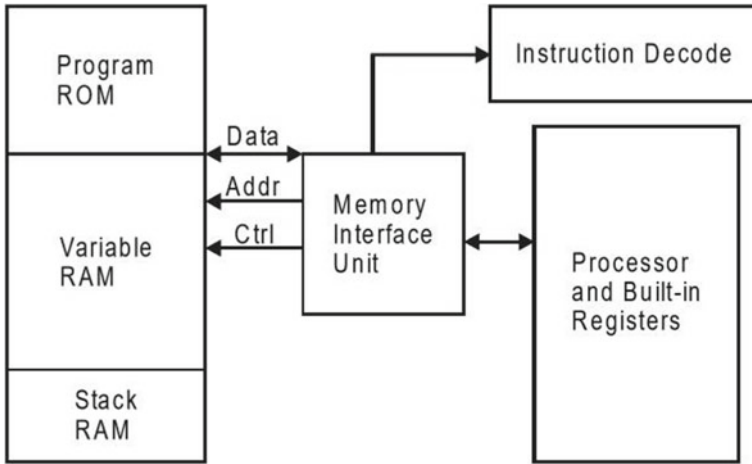 Program
ROM
Instruction Decode
Data
Addr
Ctrl
Variable
RAM
Memory
Interface
Unit
Processor
and Built-in
Registers
Stack
RAM